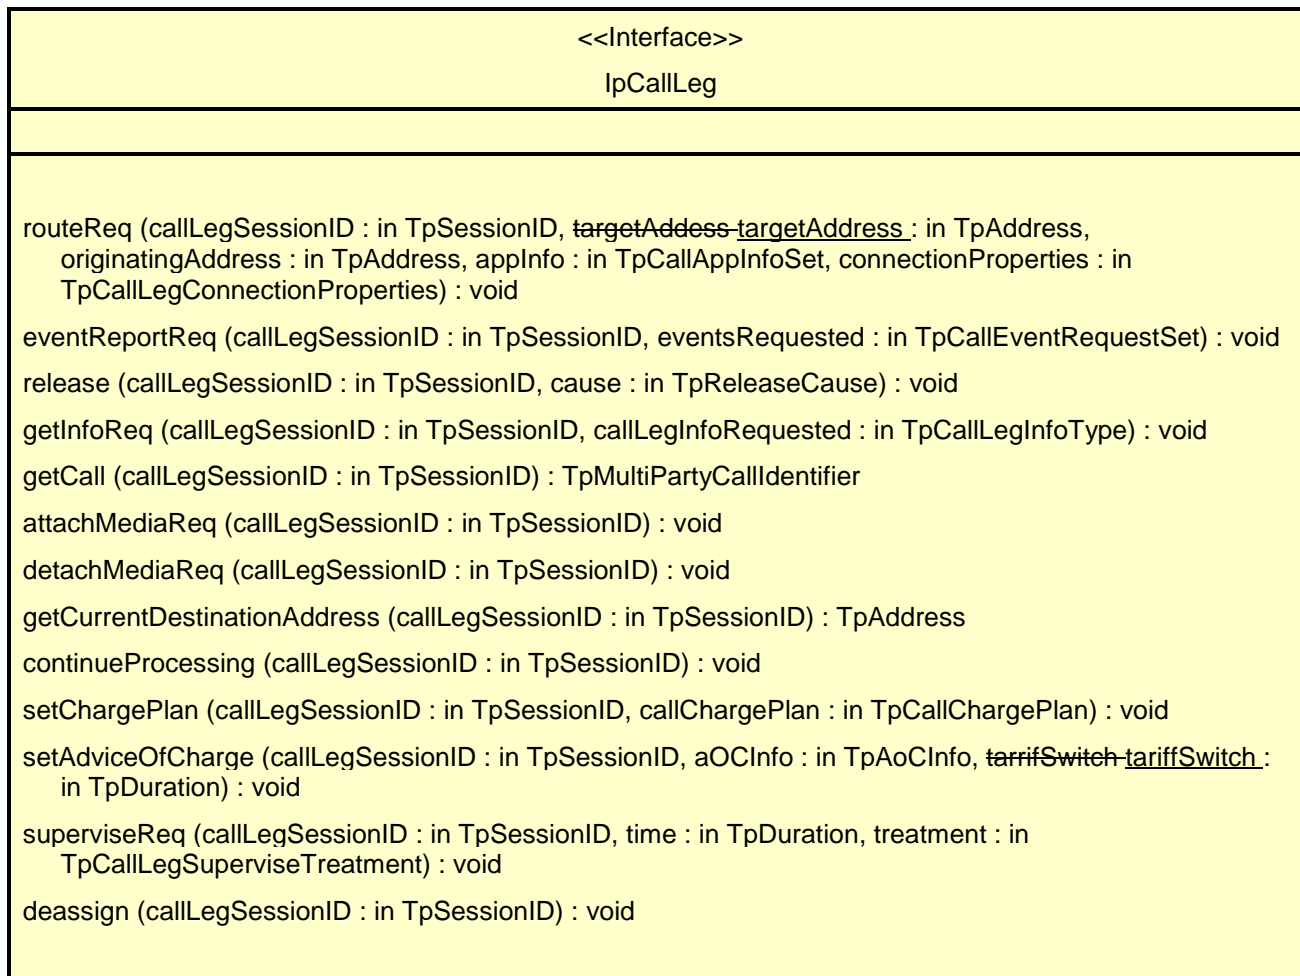 <<Interface>>
IpCallLeg
routeReq (callLegSessionID : in TpSessionID, targetAddess targetAddress : in TpAddress,
originatingAddress : in TpAddress, appInfo : in TpCallAppInfoSet, connectionProperties : in
TpCallLegConnectionProperties) : void
eventReportReq (callLegSessionID : in TpSessionID, eventsRequested : in TpCallEventRequestSet) : void
release (callLegSessionID : in TpSessionID, cause : in TpReleaseCause) : void
getInfoReq (callLegSessionID : in TpSessionID, callLegInfoRequested : in TpCallLegInfoType) : void
getCall (callLegSessionID : in TpSessionID) : TpMultiPartyCallIdentifier
attachMediaReq (callLegSessionID : in TpSessionID) : void
detachMediaReq (callLegSessionID : in TpSessionID) : void
getCurrentDestinationAddress (callLegSessionID : in TpSessionID) : TpAddress
continueProcessing (callLegSessionID : in TpSessionID) : void
setChargePlan (callLegSessionID : in TpSessionID, callChargePlan : in TpCallChargePlan) : void
setAdviceOfCharge (callLegSessionID : in TpSessionID, aOCInfo : in TpAoCInfo, tarrifSwitch tariffSwitch :
in TpDuration) : void
superviseReq (callLegSessionID : in TpSessionID, time : in TpDuration, treatment : in
TpCallLegSuperviseTreatment) : void
deassign (callLegSessionID : in TpSessionID) : void